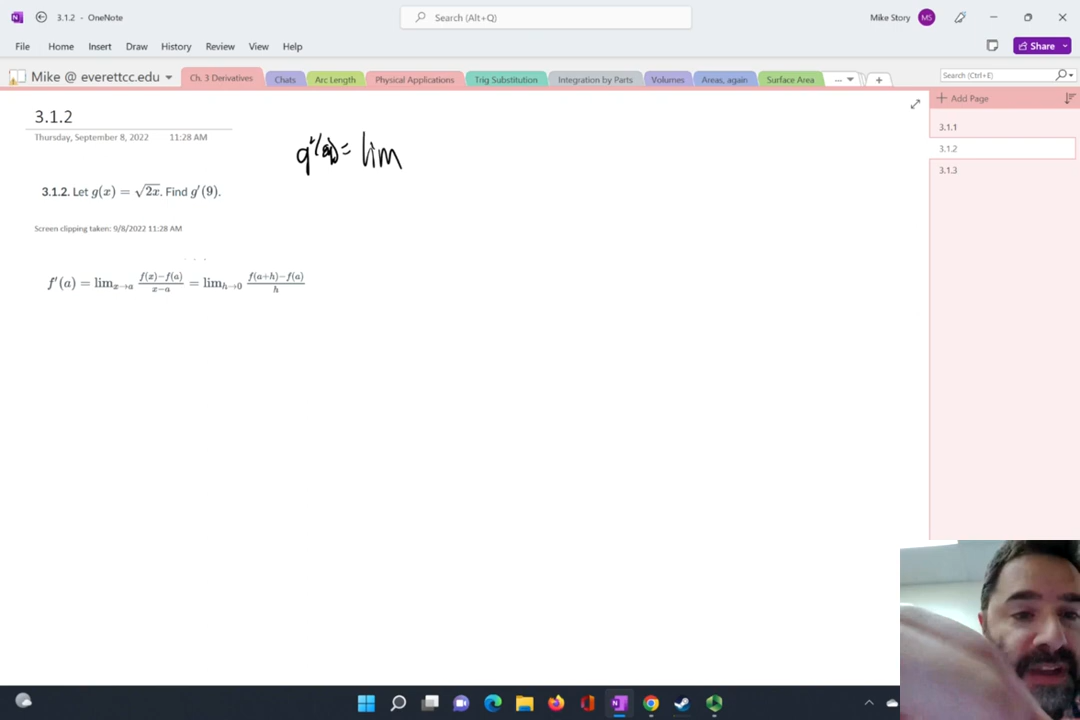 3.1.2 - OneNote
Search (Alt+Q)
Mike Story MS
File Home Insert Draw History Review View Help
Share
Mike @ everettcc.edu
Ch. 3 Derivatives Chats Arc Length Physical Applications Trig Substitution Integration by Parts Volumes Areas, again Surface Area ... +
Search (Ctrl+E)
Add Page
3.1.2
Thursday, September 8, 2022 11:28 AM
3.1.2. Let g(x) = √2x. Find g′(9).
Screen clipping taken: 9/8/2022 11:28 AM
f′(a) = lim x→a f(x)−f(a) / x−a = lim h→0 f(a+h)−f(a) / h
= lim
3.1.1
3.1.2
3.1.3